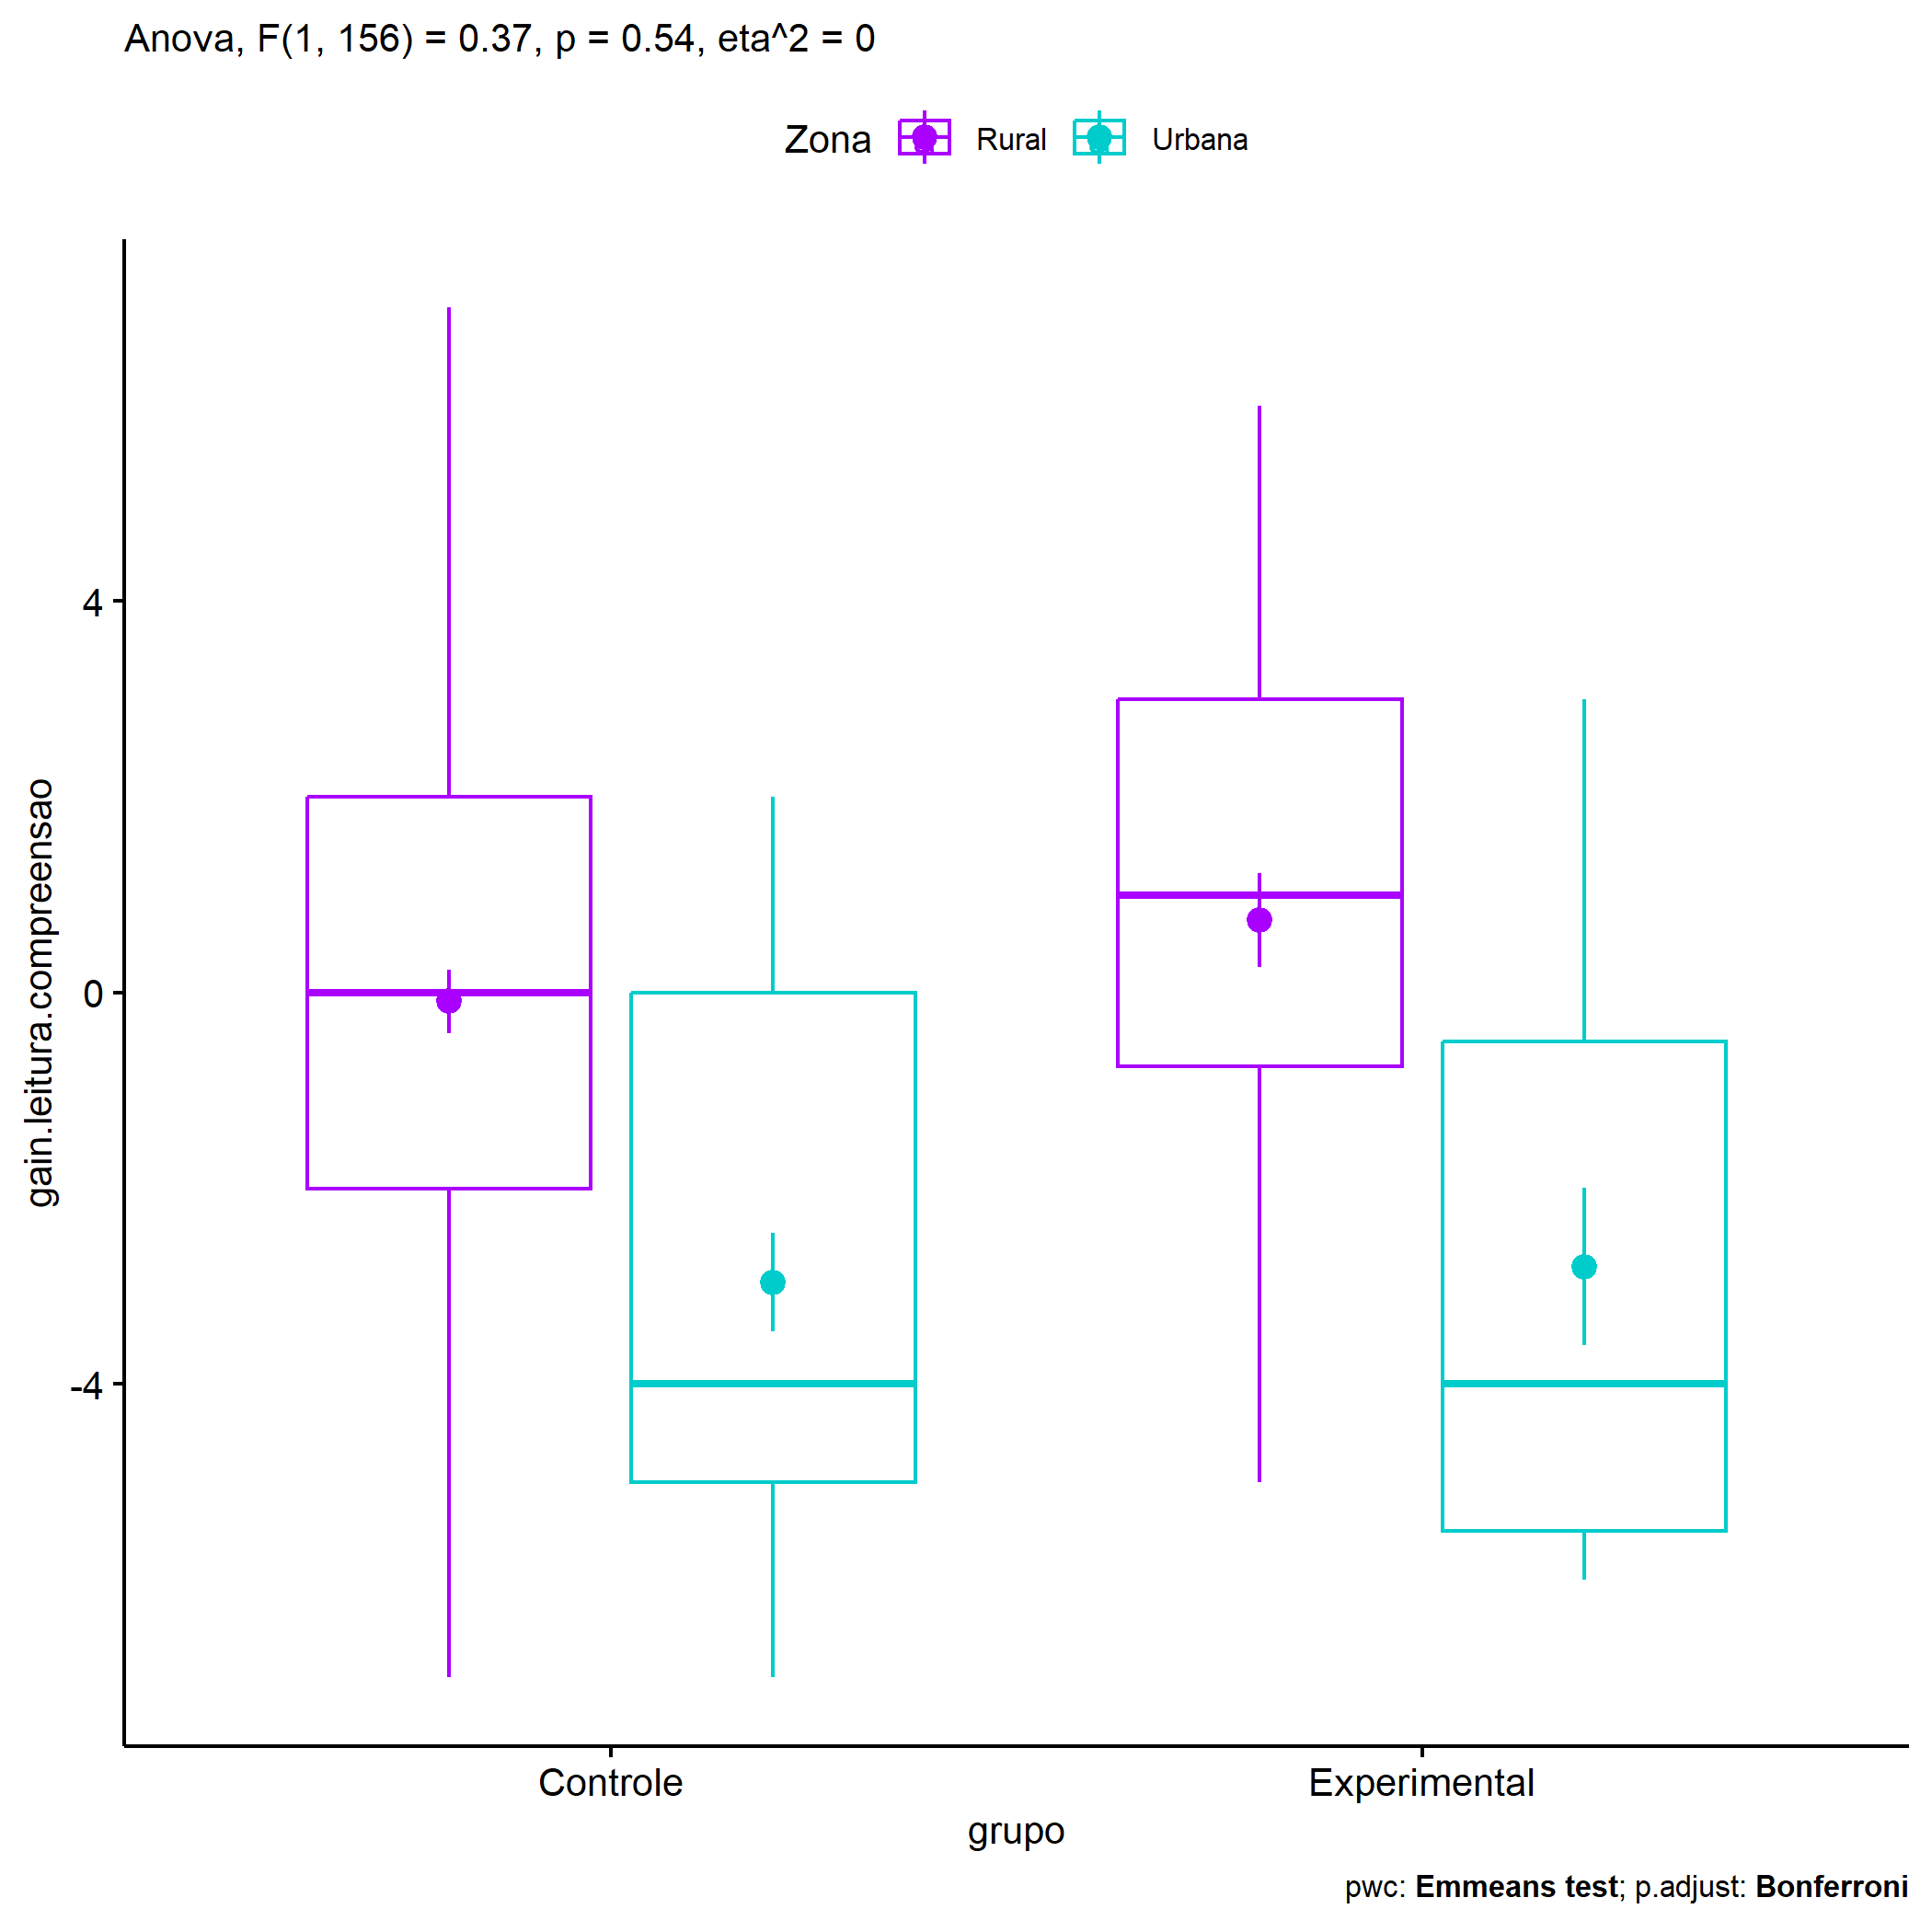 Anova, F(1, 156) = 0.37, p = 0.54, eta^2 = 0
Zona Rural Urbana
gain.leitura.compreensao
4
0
-4
Controle Experimental
grupo
pwc: Emmeans test; p.adjust: Bonferroni